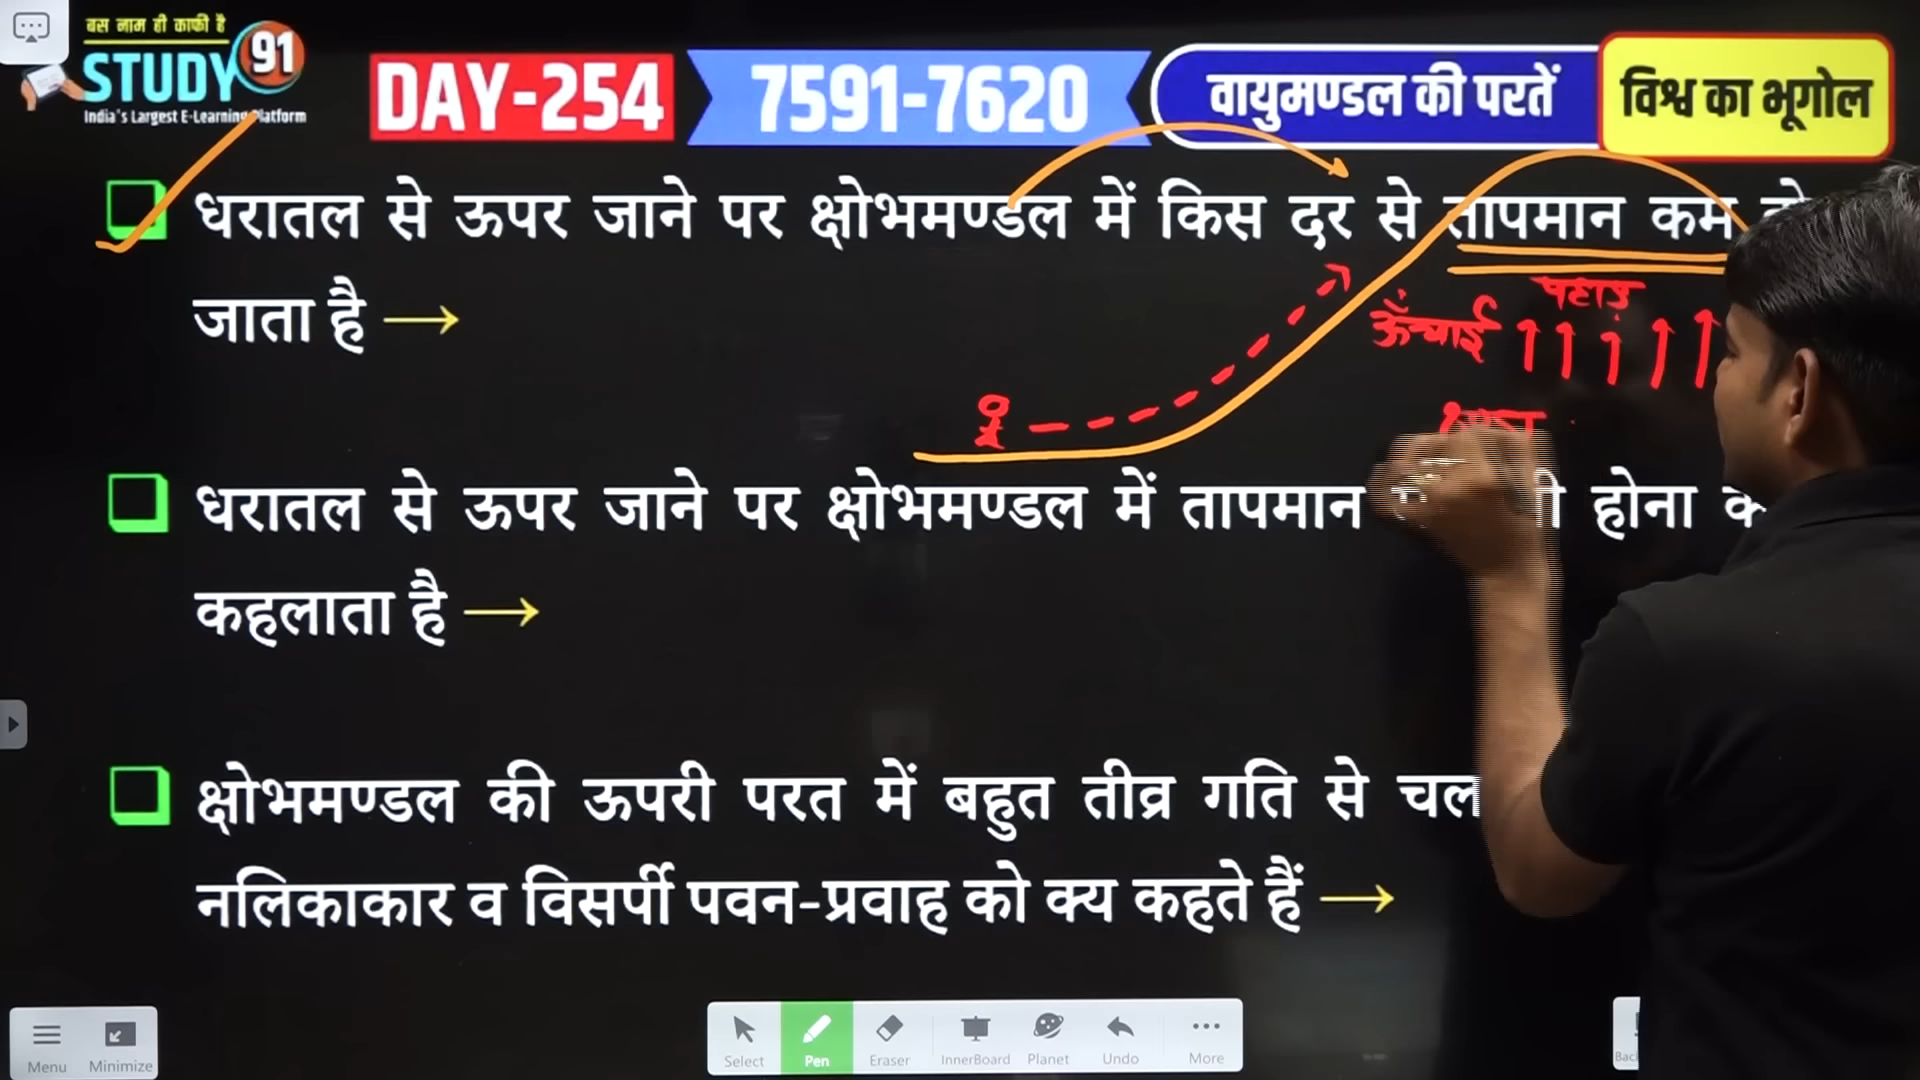 बस नाम ही काफी है
STUDY 91
India's Largest E-Learning Platform
DAY-254
7591-7620
वायुमण्डल की परतें
विश्व का भूगोल
धरातल से ऊपर जाने पर क्षोभमण्डल में किस दर से तापमान कम
जाता है →
पहाड़
ऊँचाई
धरातल से ऊपर जाने पर क्षोभमण्डल में तापमान होना
कहलाता है →
क्षोभमण्डल की ऊपरी परत में बहुत तीव्र गति से चल
नलिकाकार व विसर्पी पवन-प्रवाह को क्य कहते हैं →
Menu
Minimize
Select
Pen
Eraser
InnerBoard
Planet
Undo
More